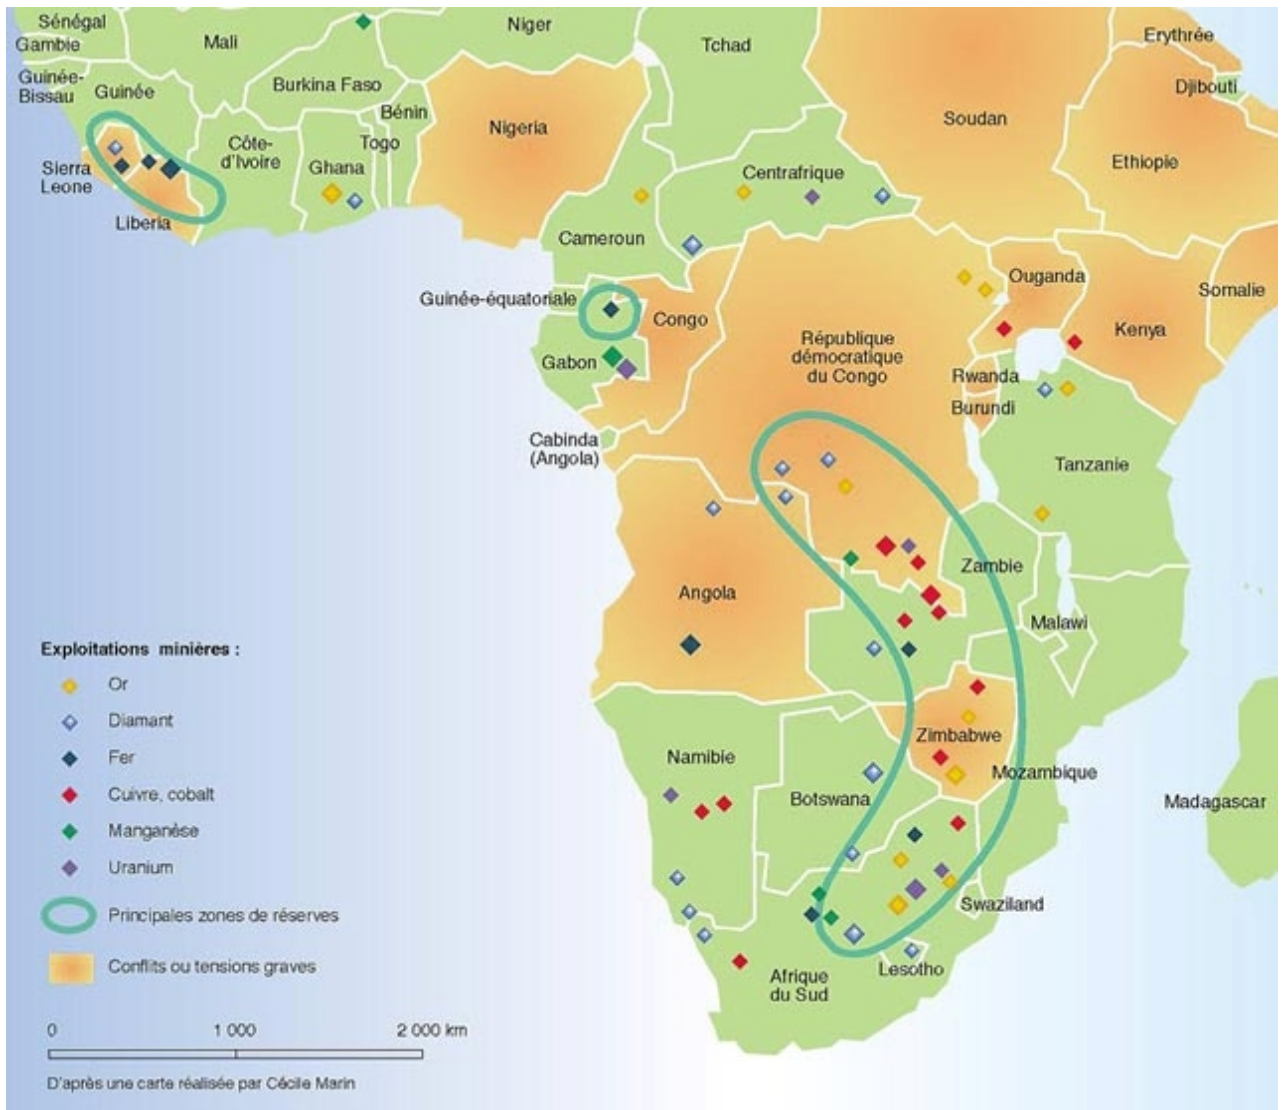 Sénégal
Gambie
Guinée-
Bissau
Guinée
Mali
Niger
Tchad
Erythrée
Djibouti
Burkina Faso
Bénin
Togo
Côte-
d'Ivoire
Ghana
Nigeria
Soudan
Ethiopie
Sierra
Leone
Liberia
Centrafrique
Cameroun
Guinée-équatoriale
Congo
Gabon
Ouganda
Somalie
Kenya
République
démocratique
du Congo
Rwanda
Burundi
Cabinda
(Angola)
Tanzanie
Angola
Zambie
Malawi
Zimbabwe
Mozambique
Namibie
Botswana
Madagascar
Swaziland
Lesotho
Afrique
du Sud
Exploitations minières :
Or
Diamant
Fer
Cuivre, cobalt
Manganèse
Uranium
Principales zones de réserves
Conflits ou tensions graves
0 1 000 2 000 km
D'après une carte réalisée par Cécile Marin